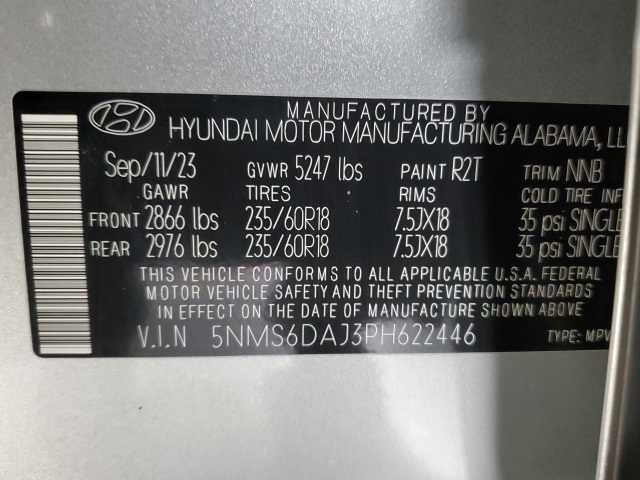 MANUFACTURED BY
HYUNDAI MOTOR MANUFACTURING ALABAMA, LL
Sep/11/23 GVWR 5247 lbs PAINT R2T TRIM NNB
GAWR TIRES RIMS COLD TIRE INF
FRONT 2866 lbs 235/60R18 7.5JX18 35 psi SINGLE
REAR 2976 lbs 235/60R18 7.5JX18 35 psi SINGLE
THIS VEHICLE CONFORMS TO ALL APPLICABLE U.S.A. FEDERAL
MOTOR VEHICLE SAFETY AND THEFT PREVENTION STANDARDS
IN EFFECT ON THE DATE OF MANUFACTURE SHOWN ABOVE.
V.I.N 5NMS6DAJ3PH622446 TYPE: MPV